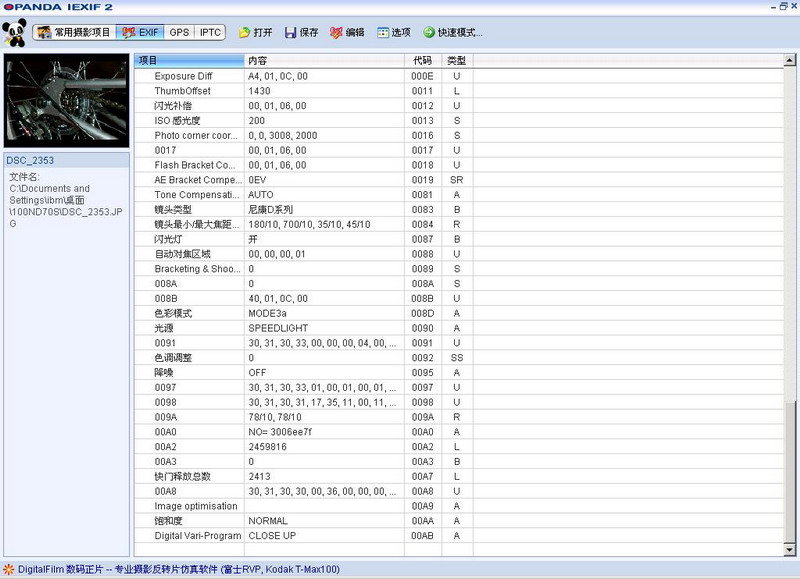 OPANDA IEXIF 2
常用摄影项目 EXIF GPS IPTC 打开 保存 编辑 选项 快速模式...
DSC_2353
文件名:
C:\Documents and
Settings\ibm\桌面
\100ND70S\DSC_2353.JP
G
项目 内容 代码 类型
Exposure Diff A4, 01, 0C, 00 000E U
ThumbOffset 1430 0011 L
闪光补偿 00, 01, 06, 00 0012 U
ISO 感光度 200 0013 S
Photo corner coor... 0, 0, 3008, 2000 0016 S
0017 00, 01, 06, 00 0017 U
Flash Bracket Co... 00, 01, 06, 00 0018 U
AE Bracket Compe... 0EV 0019 SR
Tone Compensati... AUTO 0081 A
镜头类型 尼康D系列 0083 B
镜头最小/最大焦距... 180/10, 700/10, 35/10, 45/10 0084 R
闪光灯 开 0087 B
自动对焦区域 00, 00, 00, 01 0088 U
Bracketing & Shoo... 0 0089 S
008A 0 008A S
008B 40, 01, 0C, 00 008B U
色彩模式 MODE3a 008D A
光源 SPEEDLIGHT 0090 A
0091 30, 31, 30, 33, 00, 00, 00, 04, 00, ... 0091 U
色调调整 0 0092 SS
降噪 OFF 0095 A
0097 30, 31, 30, 33, 01, 00, 01, 00, 01, ... 0097 U
0098 30, 31, 30, 31, 17, 35, 11, 00, 11, ... 0098 U
009A 78/10, 78/10 009A R
00A0 NO= 3006ee7f 00A0 A
00A2 2459816 00A2 L
00A3 0 00A3 B
快门释放总数 2413 00A7 L
00A8 30, 31, 30, 30, 00, 36, 00, 00, 00, ... 00A8 U
Image optimisation 00A9 A
饱和度 NORMAL 00AA A
Digital Vari-Program CLOSE UP 00AB A
DigitalFilm 数码正片 -- 专业摄影反转片仿真软件 (富士RVP, Kodak T-Max100)